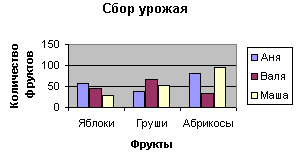 Сбор урожая
Количество
фруктов
150
100
50
0
Яблоки Груши Абрикосы
Фрукты
Аня
Валя
Маша